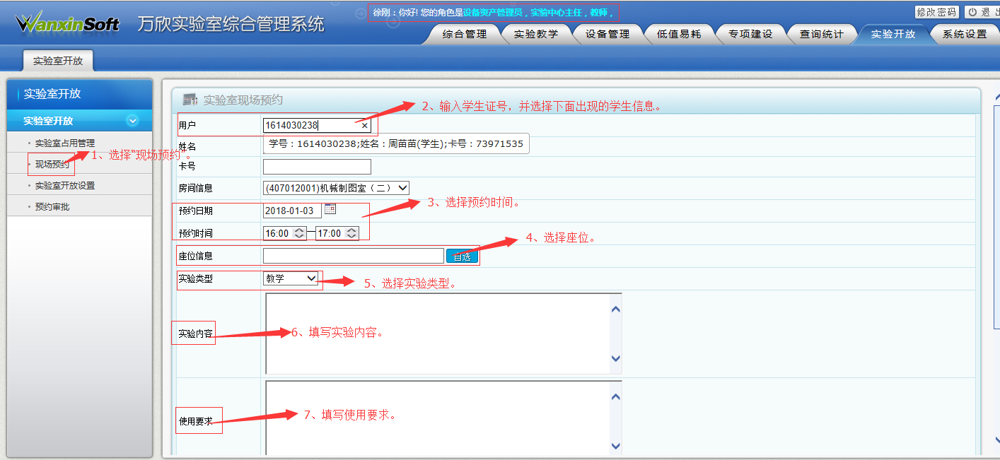 徐刚：你好! 您的角色是设备资产管理员，实验中心主任，教师，
修改密码 退出
WanxinSoft 万欣实验室综合管理系统
综合管理 实验教学 设备管理 低值易耗 专项建设 查询统计 实验开放 系统设置
实验室开放
实验室开放
实验室开放
· 实验室占用管理
· 现场预约
1、选择“现场预约”。
· 实验室开放设置
· 预约审批
实验室现场预约
2、输入学生证号，并选择下面出现的学生信息。
用户 1614030238 ×
姓名 学号：1614030238;姓名：周苗苗(学生);卡号：73971535
卡号
房间信息 (407012001)机械制图室（二）
3、选择预约时间。
预约日期 2018-01-03
预约时间 16:00 — 17:00
4、选择座位。
座位信息 自选
实验类型 教学
5、选择实验类型。
实验内容 6、填写实验内容。
使用要求 7、填写使用要求。